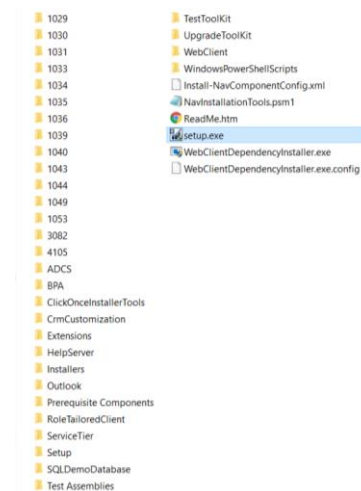 1029
1030
1031
1033
1034
1035
1036
1039
1040
1043
1044
1049
1053
3082
4105
ADCS
BPA
ClickOnceInstallerTools
CrmCustomization
Extensions
HelpServer
Installers
Outlook
Prerequisite Components
RoleTailoredClient
ServiceTier
Setup
SQLDemoDatabase
Test Assemblies
TestToolKit
UpgradeToolKit
WebClient
WindowsPowerShellScripts
Install-NavComponentConfig.xml
NavInstallationTools.psm1
ReadMe.htm
setup.exe
WebClientDependencyInstaller.exe
WebClientDependencyInstaller.exe.config